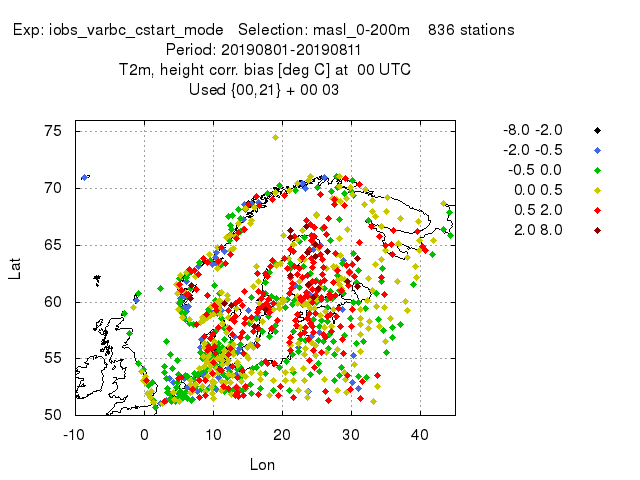 Exp: iobs_varbc_cstart_mode   Selection: masl_0-200m    836 stations
Period: 20190801-20190811
T2m, height corr. bias [deg C] at  00 UTC
Used {00,21} + 00 03
-8.0 -2.0
-2.0 -0.5
-0.5 0.0
0.0 0.5
0.5 2.0
2.0 8.0
75
70
65
60
55
50
Lat
-10 0 10 20 30 40
Lon